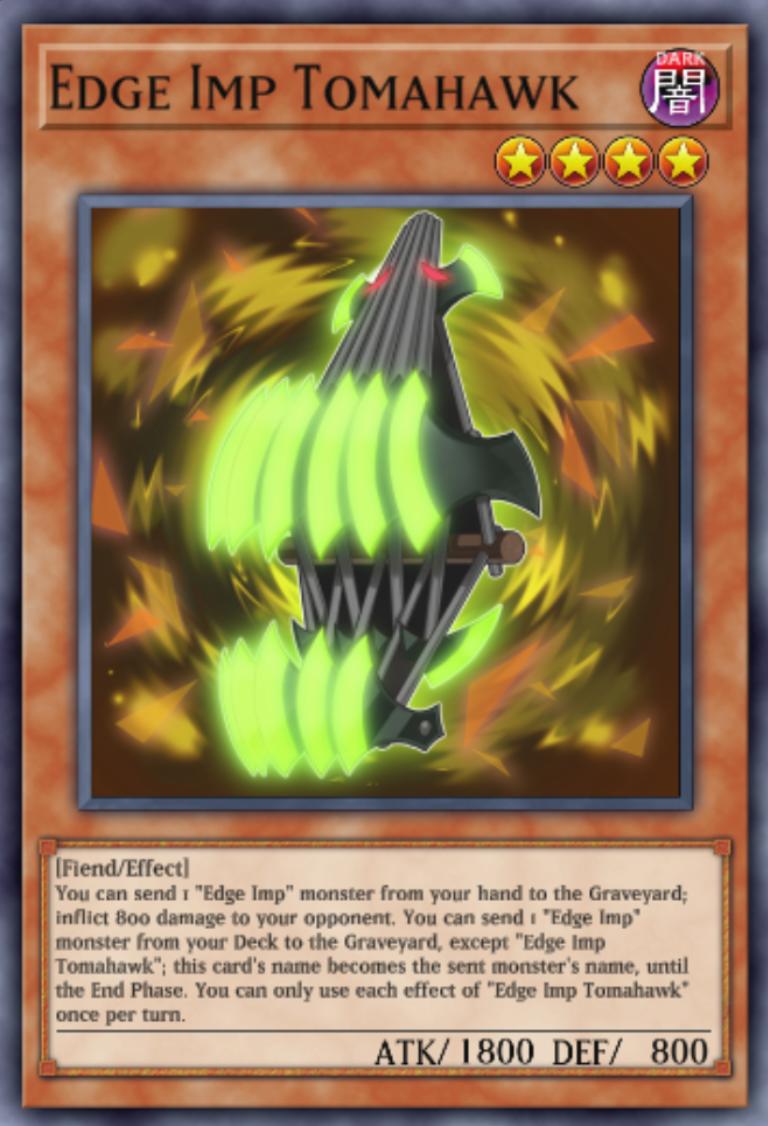 EDGE IMP TOMAHAWK
DARK
闇
[Fiend/Effect]
You can send 1 "Edge Imp" monster from your hand to the Graveyard;
inflict 800 damage to your opponent. You can send 1 "Edge Imp"
monster from your Deck to the Graveyard, except "Edge Imp
Tomahawk"; this card's name becomes the sent monster's name, until
the End Phase. You can only use each effect of "Edge Imp Tomahawk"
once per turn.
ATK/ 1800 DEF/ 800